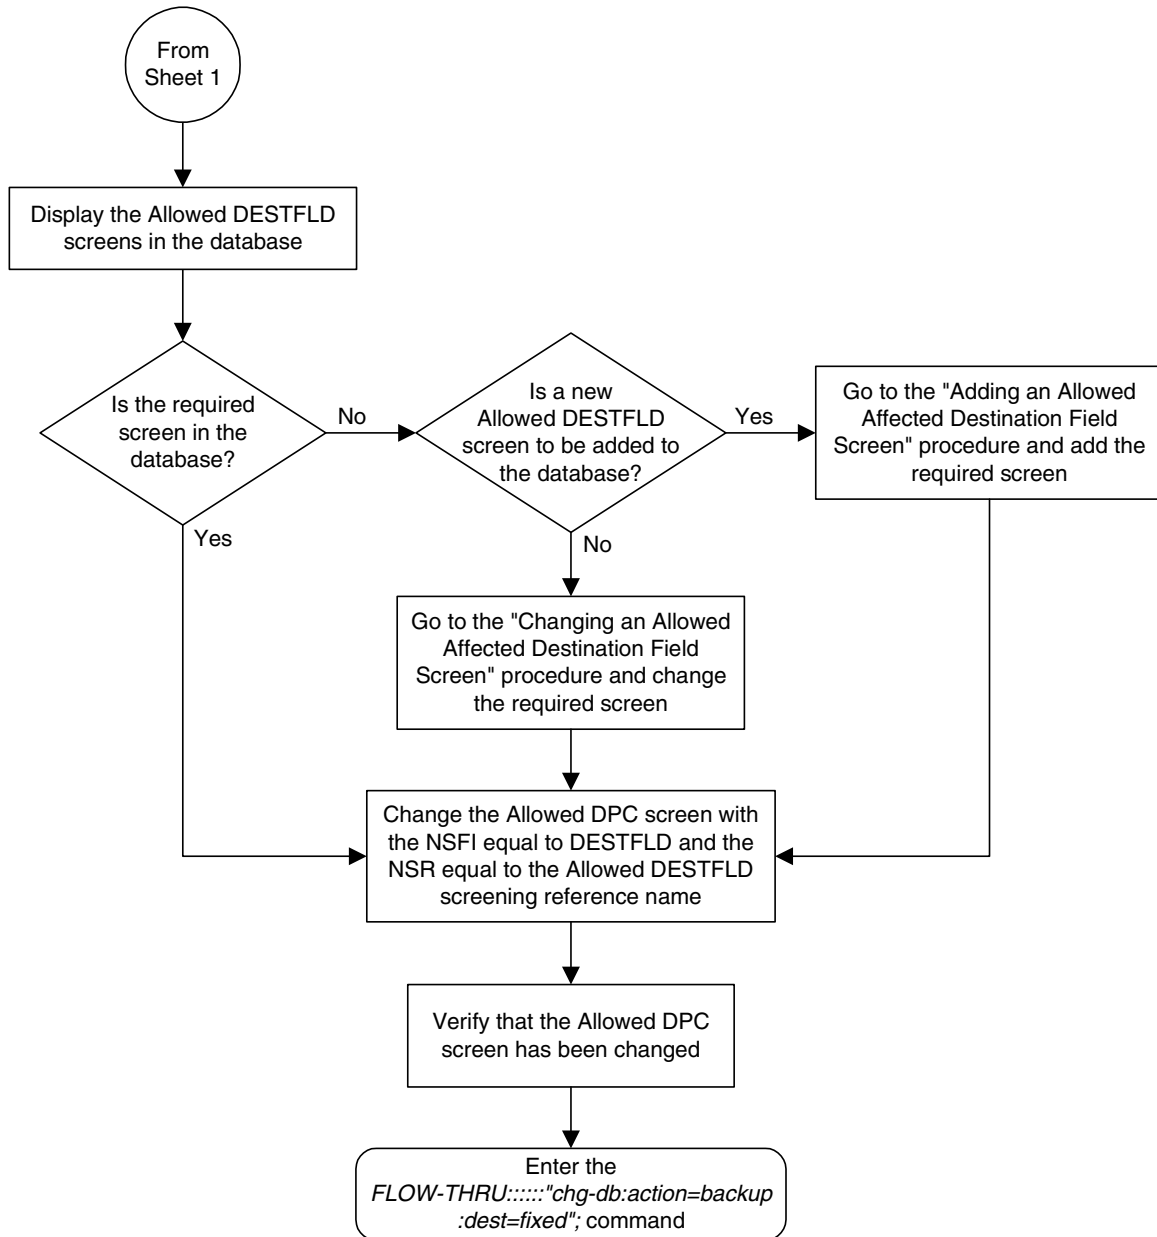 From
Sheet 1
Display the Allowed DESTFLD
screens in the database
Is the required
screen in the
database?
No
Yes
Is a new
Allowed DESTFLD
screen to be added to
the database?
Yes
No
Go to the "Adding an Allowed
Affected Destination Field
Screen" procedure and add the
required screen
Go to the "Changing an Allowed
Affected Destination Field
Screen" procedure and change
the required screen
Change the Allowed DPC screen with
the NSFI equal to DESTFLD and the
NSR equal to the Allowed DESTFLD
screening reference name
Verify that the Allowed DPC
screen has been changed
Enter the
FLOW-THRU::::::"chg-db:action=backup
:dest=fixed"; command